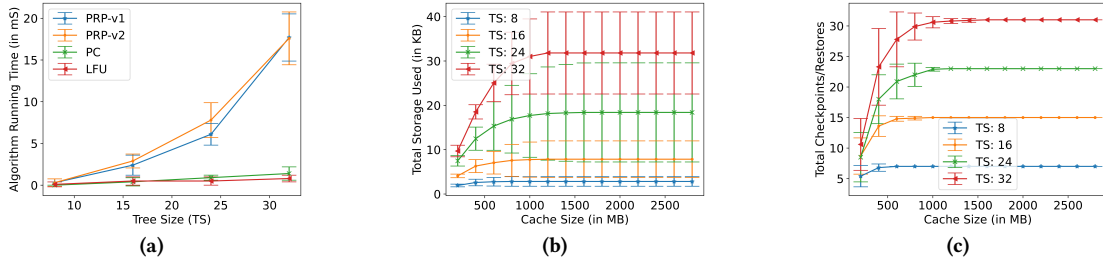 Algorithm Running Time (in mS)
20
15
10
5
0
PRP-v1
PRP-v2
PC
LFU
10 15 20 25 30
Tree Size (TS)
(a)
Total Storage Used (in KB)
40
30
20
10
0
TS: 8
TS: 16
TS: 24
TS: 32
500 1000 1500 2000 2500
Cache Size (in MB)
(b)
Total Checkpoints/Restores
35
30
25
20
15
10
5
TS: 8
TS: 16
TS: 24
TS: 32
500 1000 1500 2000 2500
Cache Size (in MB)
(c)